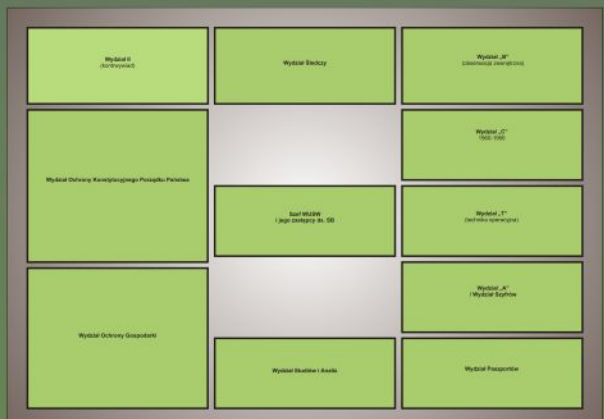 Wydział II
(kontrwywiad)
Wydział Śledczy
Wydział „B"
(obserwacja zewnętrzna)
Wydział Ochrony Konstytucyjnego Porządku Państwa
Wydział „C"
1960-1990
Szef WUSW
i jego zastępcy ds. SB
Wydział „T"
(technika operacyjna)
Wydział Ochrony Gospodarki
Wydział „A"
/ Wydział Szyfrów
Wydział Studiów i Analiz
Wydział Paszportów